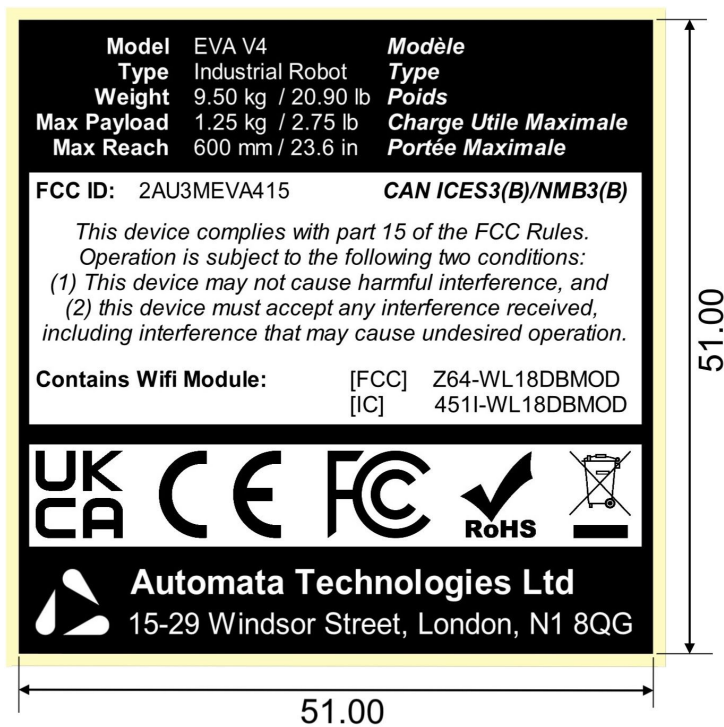 Model EVA V4 Modèle
Type Industrial Robot Type
Weight 9.50 kg / 20.90 lb Poids
Max Payload 1.25 kg / 2.75 lb Charge Utile Maximale
Max Reach 600 mm / 23.6 in Portée Maximale
FCC ID: 2AU3MEVA415 CAN ICES3(B)/NMB3(B)
This device complies with part 15 of the FCC Rules.
Operation is subject to the following two conditions:
(1) This device may not cause harmful interference, and
(2) this device must accept any interference received,
including interference that may cause undesired operation.
Contains Wifi Module: [FCC] Z64-WL18DBMOD
[IC] 451I-WL18DBMOD
UK
CA CE FC RoHS
Automata Technologies Ltd
15-29 Windsor Street, London, N1 8QG
51.00
51.00